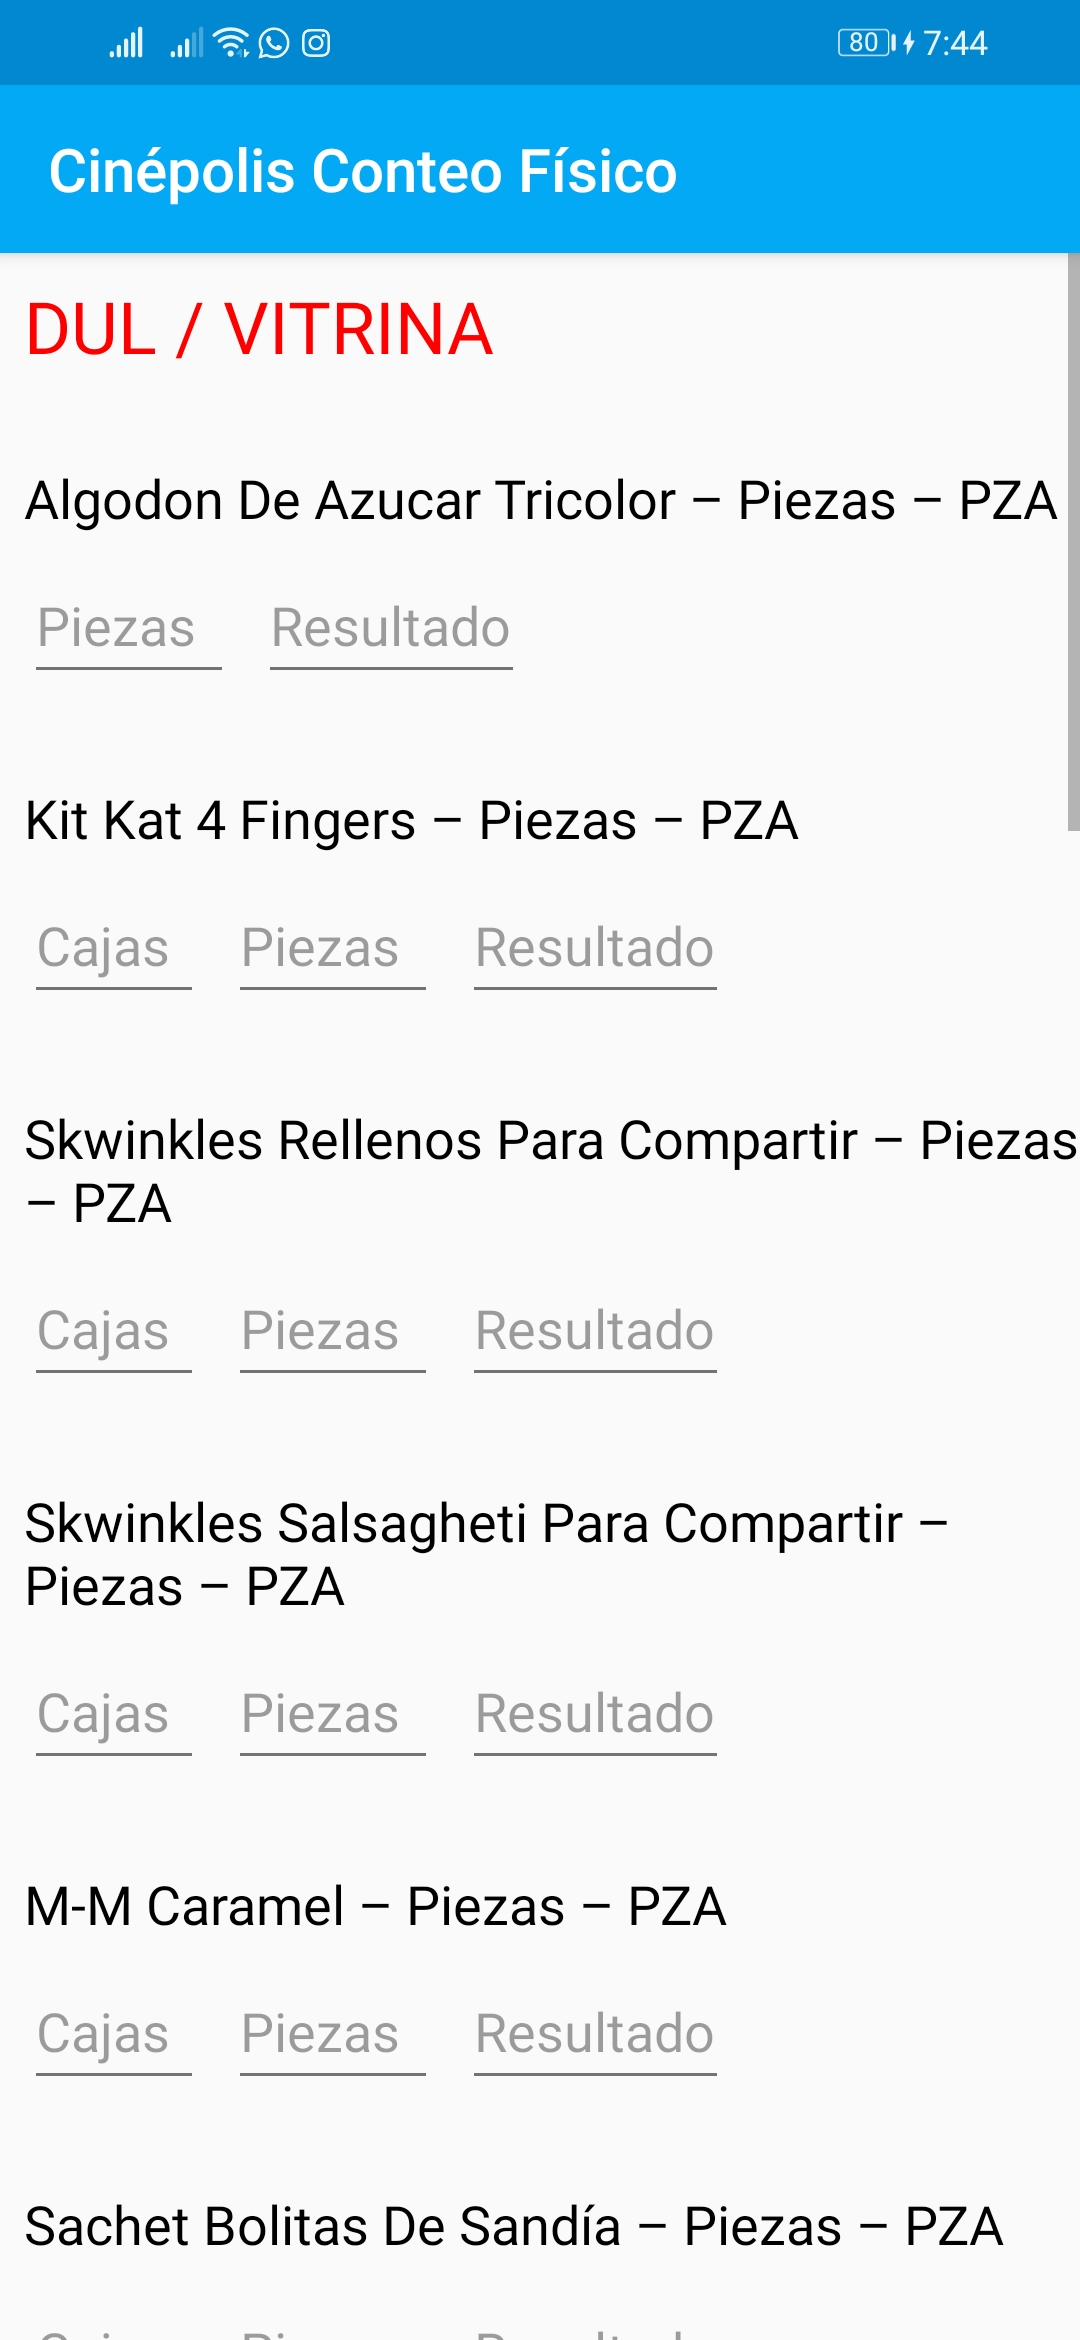 80 7:44
Cinépolis Conteo Físico
DUL / VITRINA
Algodon De Azucar Tricolor – Piezas – PZA
Piezas Resultado
Kit Kat 4 Fingers – Piezas – PZA
Cajas Piezas Resultado
Skwinkles Rellenos Para Compartir – Piezas
– PZA
Cajas Piezas Resultado
Skwinkles Salsagheti Para Compartir –
Piezas – PZA
Cajas Piezas Resultado
M-M Caramel – Piezas – PZA
Cajas Piezas Resultado
Sachet Bolitas De Sandía – Piezas – PZA